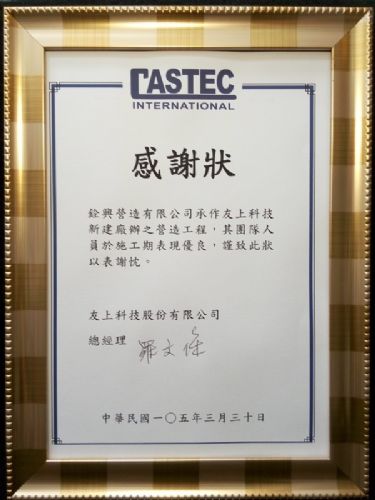 CASTEC
INTERNATIONAL
感謝狀
銓興營造有限公司承作友上科技
新建廠辦之營造工程，其團隊人
員於施工期表現優良，謹致此狀
以表謝忱。
友上科技股份有限公司
總經理 羅文保
中華民國一〇五年三月三十日